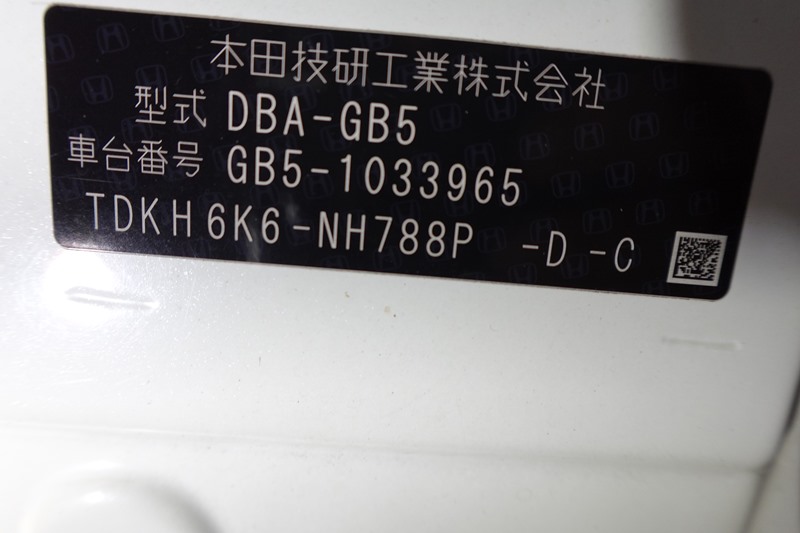 本田技研工業株式会社
型式 DBA-GB5
車台番号 GB5-1033965
TDKH6K6-NH788P -D -C